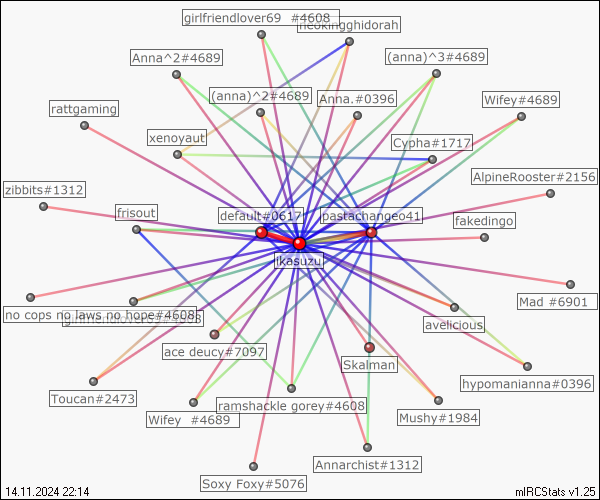 girlfriendlover69 #4608
neokingghidorah
Anna^2#4689
(anna)^3#4689
(anna)^2#4689
Anna.#0396
Wifey#4689
rattgaming
xenoyaut
Cypha#1717
AlpineRooster#2156
zibbits#1312
frisout
default#0617
pastachangeo41
fakedingo
ikasuzu
no cops no laws no hope#4608
Mad #6901
avelicious
ace deucy#7097
Skalman
hypomanianna#0396
Toucan#2473
ramshackle gorey#4608
Wifey #4689
Mushy#1984
Annarchist#1312
Soxy Foxy#5076
14.11.2024 22:14
mIRCStats v1.25